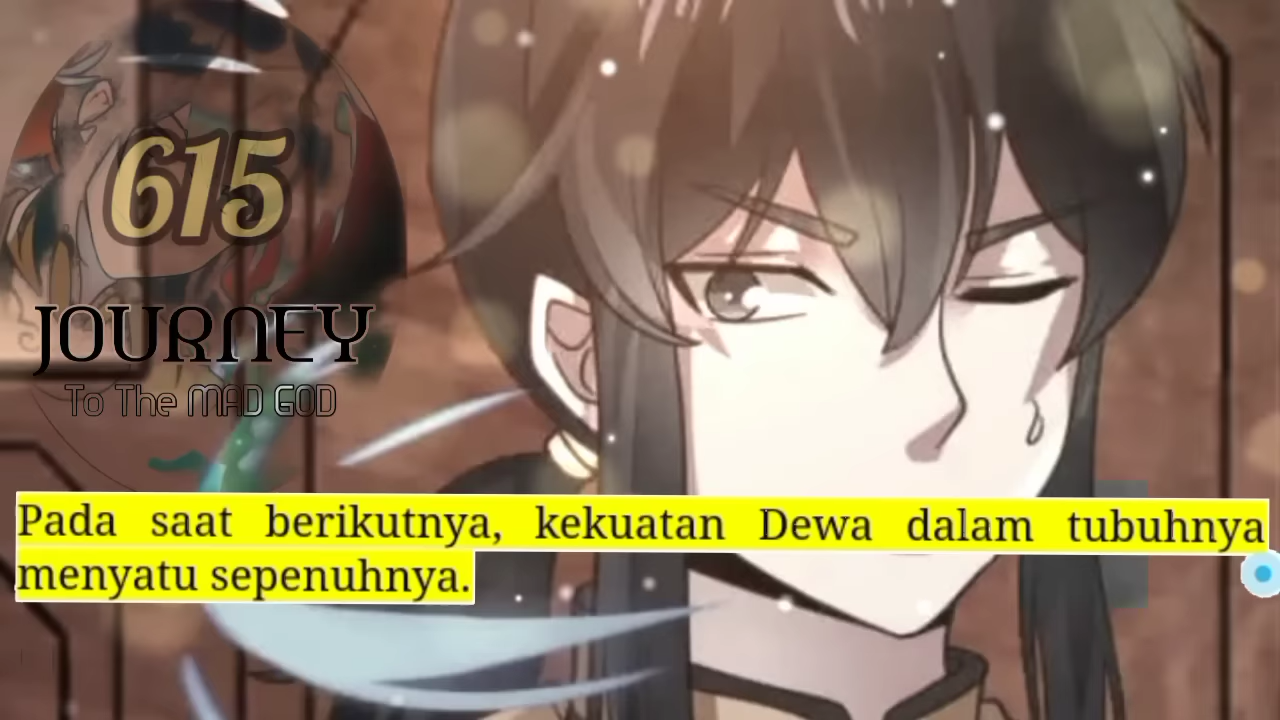 615
JOURNEY
To The MAD GOD
Pada saat berikutnya, kekuatan Dewa dalam tubuhnya
menyatu sepenuhnya.